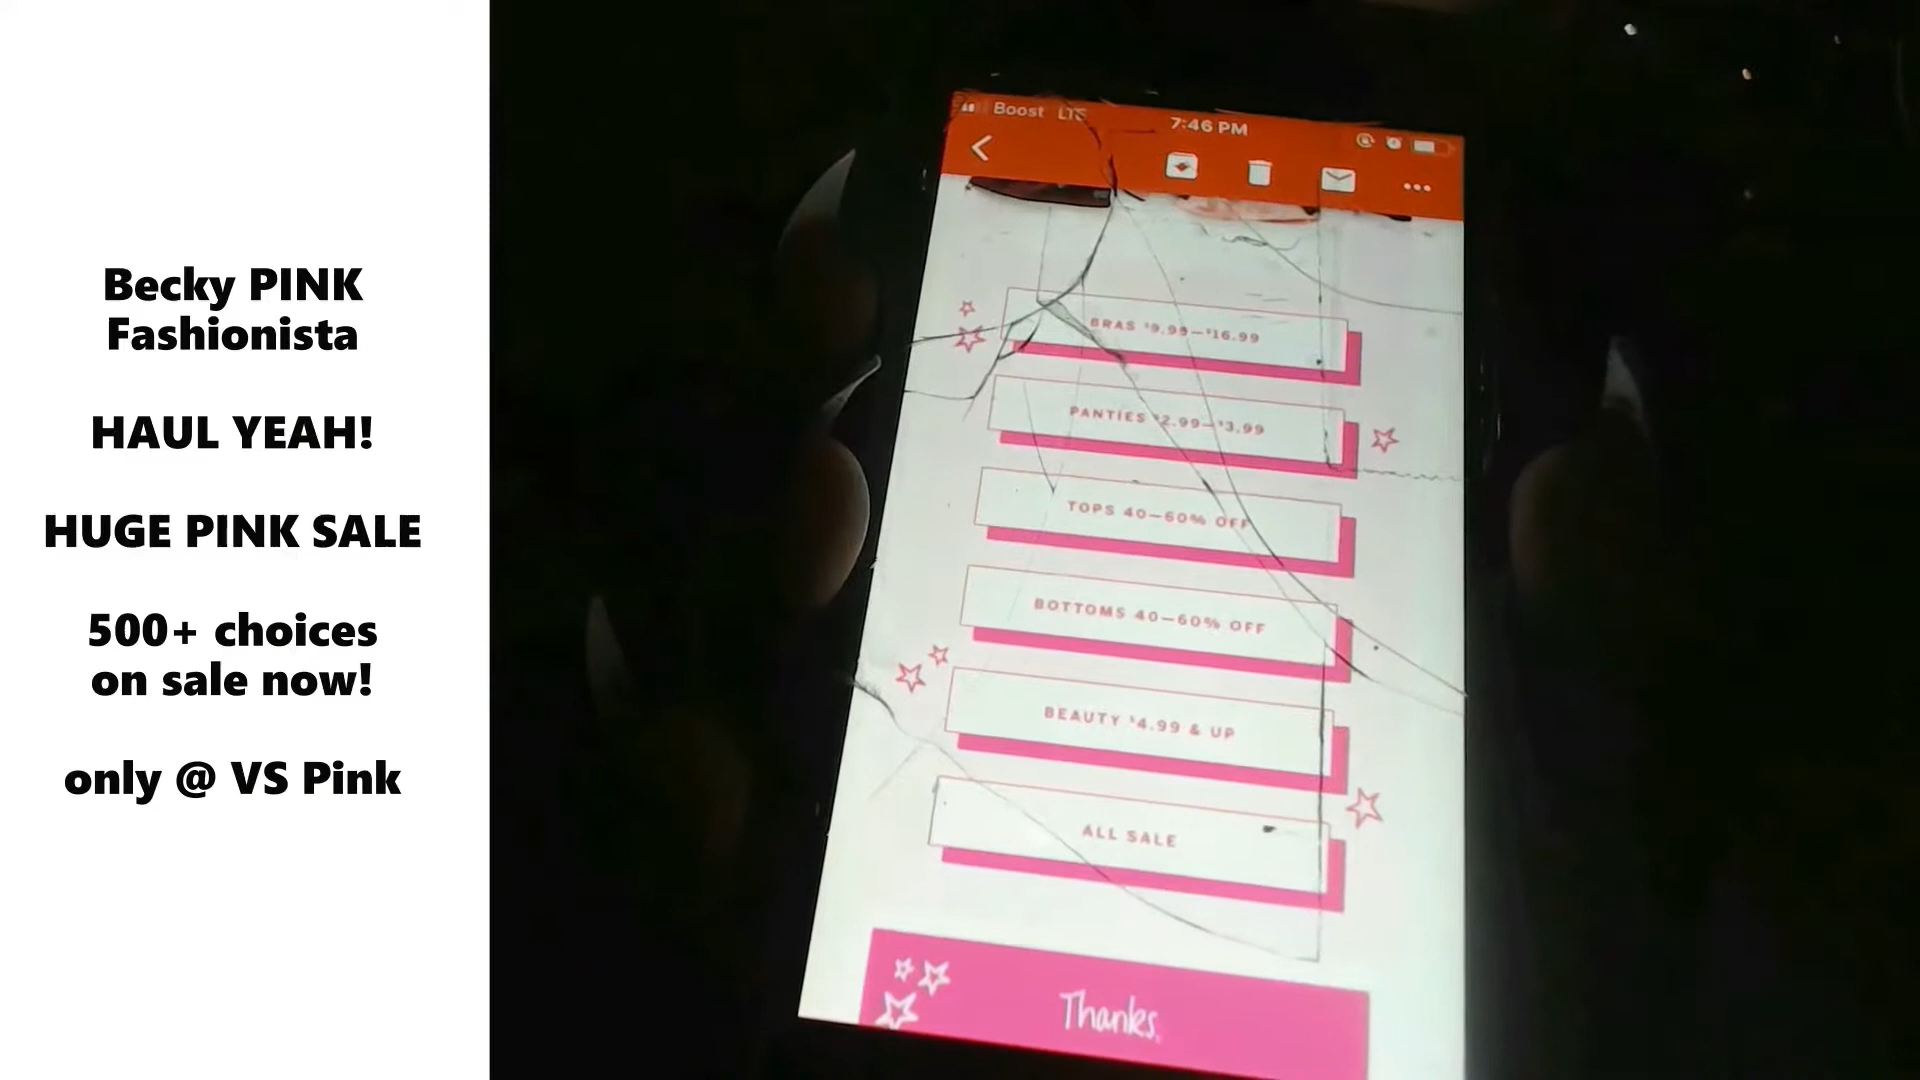 Becky PINK
Fashionista
HAUL YEAH!
HUGE PINK SALE
500+ choices
on sale now!
only @ VS Pink
Boost LTE
7:46 PM
BRAS $9.99—$16.99
PANTIES $2.99—$3.99
TOPS 40—60% OFF
BOTTOMS 40—60% OFF
BEAUTY $4.99 & UP
ALL SALE
Thanks,